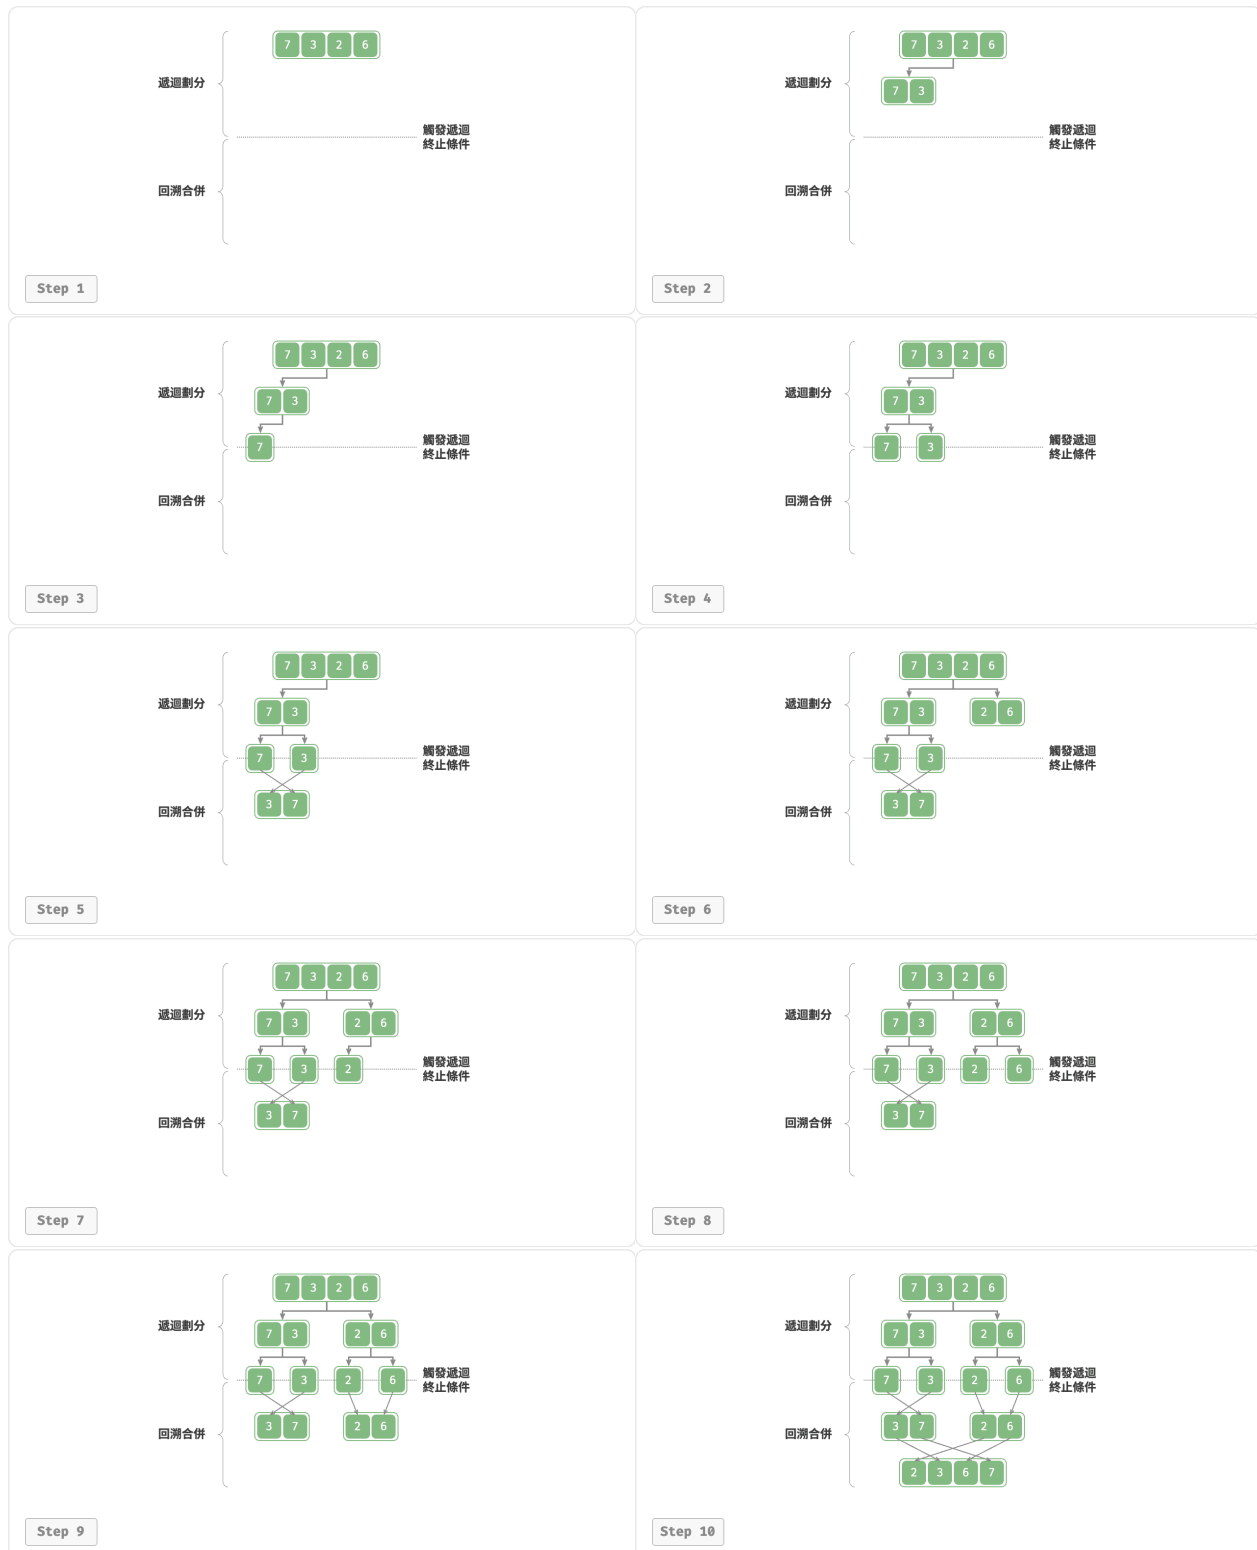 7 3 2 6
遞迴劃分
觸發遞迴
終止條件
回溯合併
Step 1
7 3 2 6
7 3
遞迴劃分
觸發遞迴
終止條件
回溯合併
Step 2
7 3 2 6
遞迴劃分
7 3
7
觸發遞迴
終止條件
回溯合併
Step 3
7 3 2 6
遞迴劃分
7 3
7 3
觸發遞迴
終止條件
回溯合併
Step 4
7 3 2 6
遞迴劃分
7 3
7 3
觸發遞迴
終止條件
3 7
回溯合併
Step 5
7 3 2 6
遞迴劃分
7 3 2 6
7 3
觸發遞迴
終止條件
3 7
回溯合併
Step 6
7 3 2 6
遞迴劃分
7 3 2 6
7 3 2
觸發遞迴
終止條件
3 7
回溯合併
Step 7
7 3 2 6
遞迴劃分
7 3 2 6
7 3 2 6
觸發遞迴
終止條件
3 7
回溯合併
Step 8
7 3 2 6
遞迴劃分
7 3 2 6
7 3 2 6
觸發遞迴
終止條件
3 7 2 6
回溯合併
Step 9
7 3 2 6
遞迴劃分
7 3 2 6
7 3 2 6
觸發遞迴
終止條件
3 7 2 6
回溯合併
2 3 6 7
Step 10